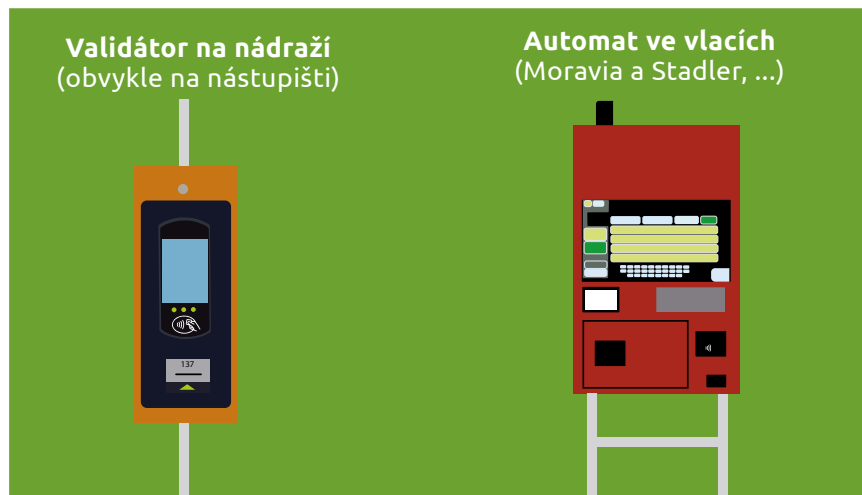 Validátor na nádraží
(obvykle na nástupišti)
Automat ve vlacích
(Moravia a Stadler, ...)
137